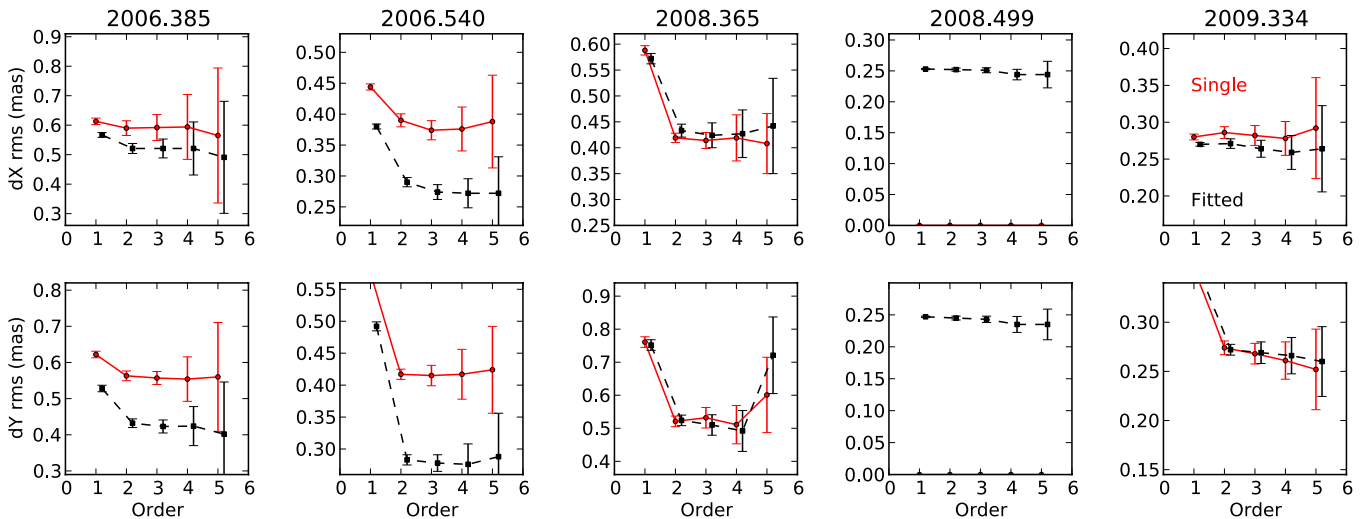 2006.385 2006.540 2008.365 2008.499 2009.334
dX rms (mas)
0.9 0.8 0.7 0.6 0.5 0.4 0.3
0 1 2 3 4 5 6
0.50 0.45 0.40 0.35 0.30 0.25
0 1 2 3 4 5 6
0.60 0.55 0.50 0.45 0.40 0.35 0.30 0.25
0 1 2 3 4 5 6
0.30 0.25 0.20 0.15 0.10 0.05 0.00
0 1 2 3 4 5 6
0.40 0.35 0.30 0.25 0.20
0 1 2 3 4 5 6
Single
Fitted
dY rms (mas)
0.8 0.7 0.6 0.5 0.4 0.3
0 1 2 3 4 5 6
Order
0.55 0.50 0.45 0.40 0.35 0.30
0 1 2 3 4 5 6
Order
0.9 0.8 0.7 0.6 0.5 0.4
0 1 2 3 4 5 6
Order
0.25 0.20 0.15 0.10 0.05 0.00
0 1 2 3 4 5 6
Order
0.30 0.25 0.20 0.15
0 1 2 3 4 5 6
Order